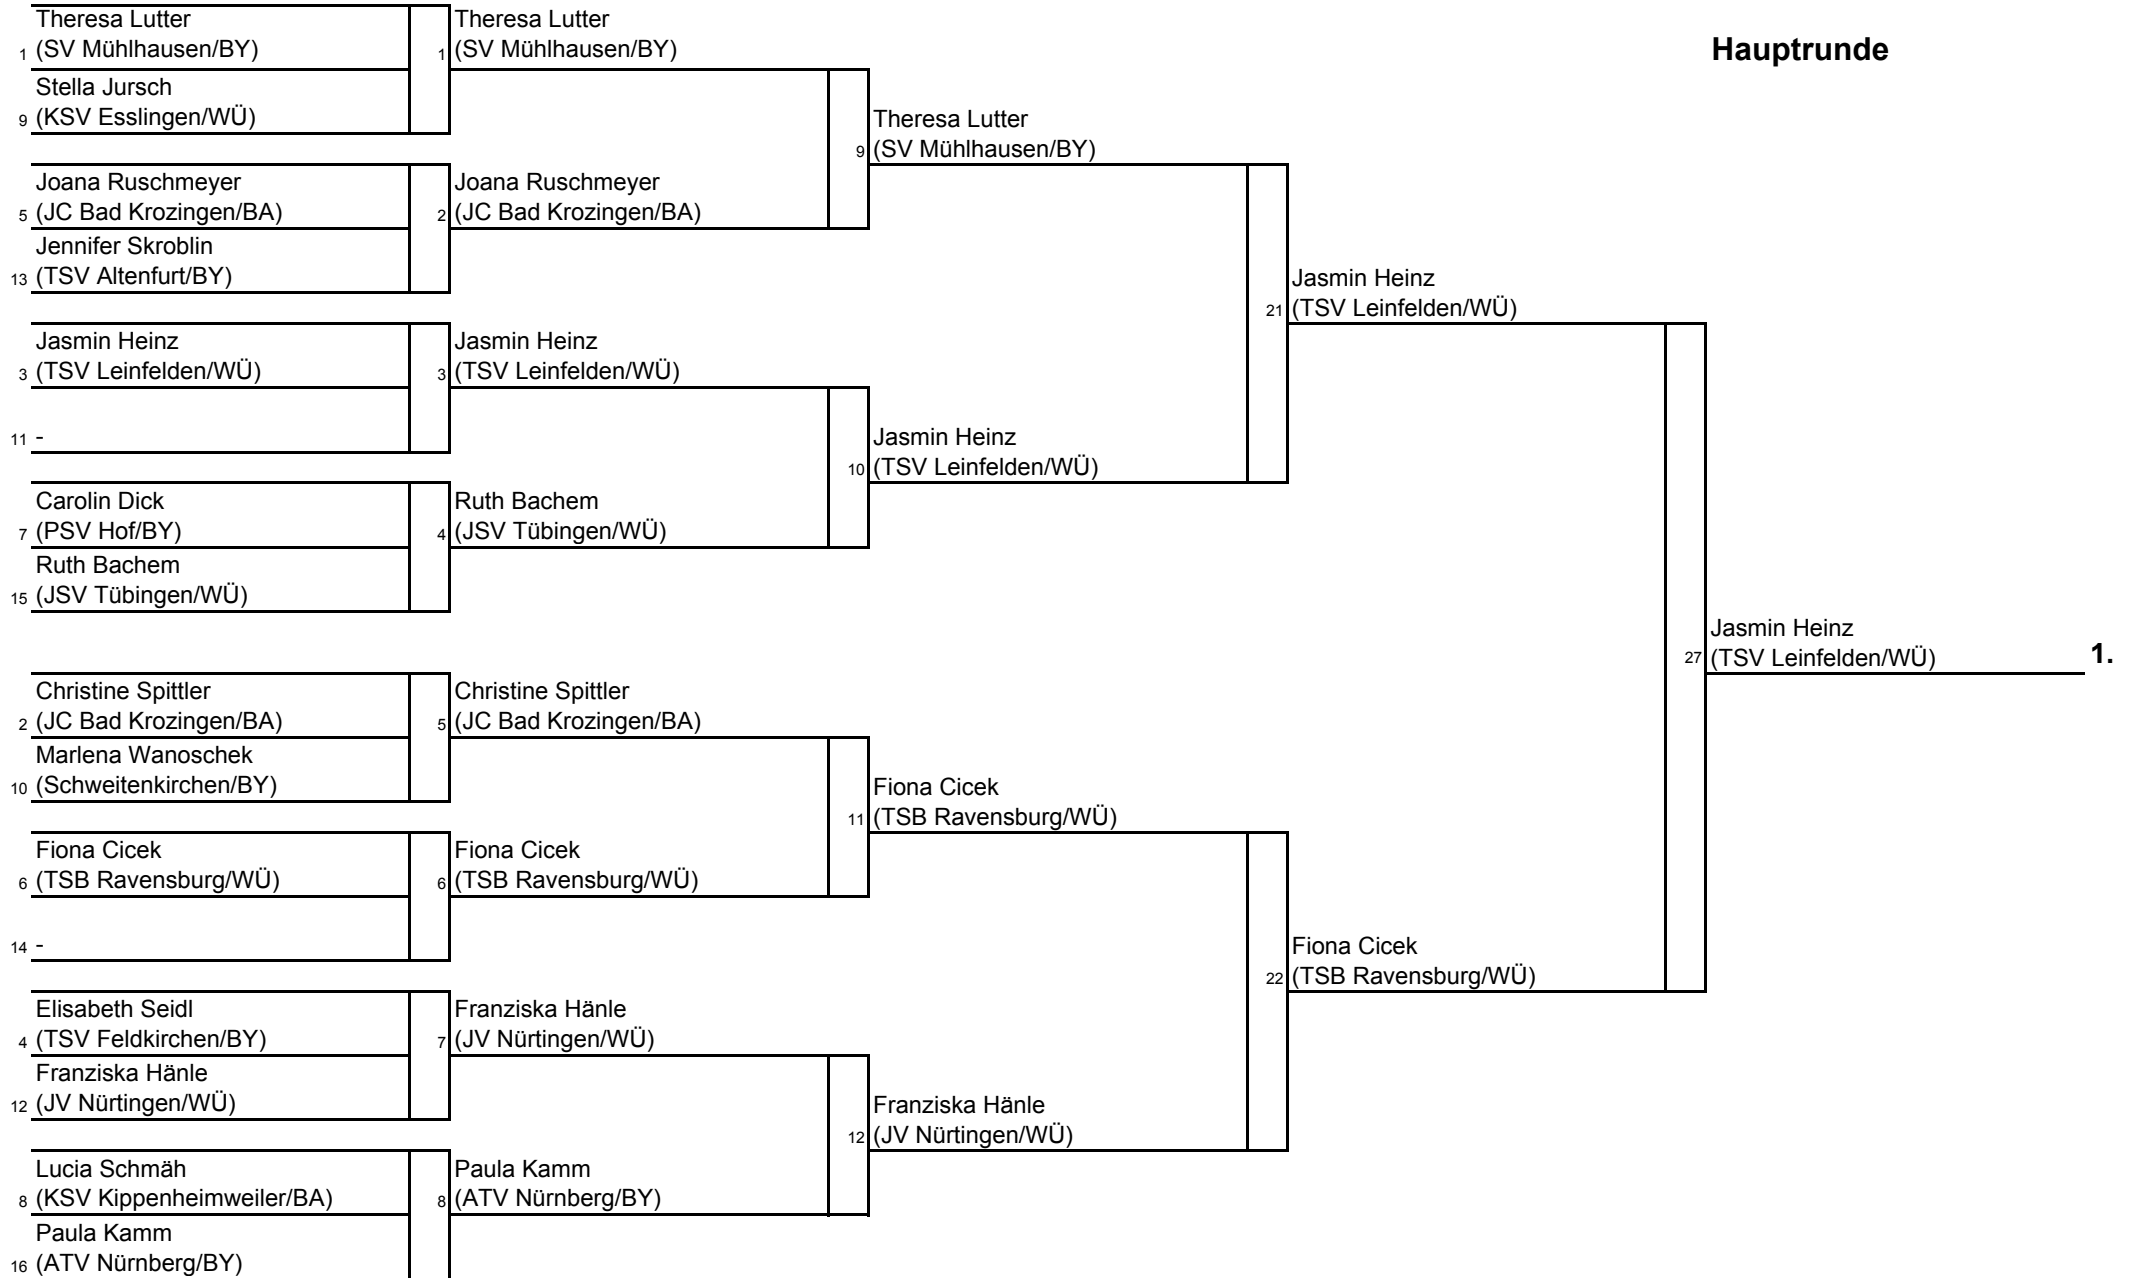 Hauptrunde
Theresa Lutter
1 (SV Mühlhausen/BY)
Stella Jursch
9 (KSV Esslingen/WÜ)
Joana Ruschmeyer
5 (JC Bad Krozingen/BA)
Jennifer Skroblin
13 (TSV Altenfurt/BY)
Jasmin Heinz
3 (TSV Leinfelden/WÜ)
11 -
Carolin Dick
7 (PSV Hof/BY)
Ruth Bachem
15 (JSV Tübingen/WÜ)
Christine Spittler
2 (JC Bad Krozingen/BA)
Marlena Wanoschek
10 (Schweitenkirchen/BY)
Fiona Cicek
6 (TSB Ravensburg/WÜ)
14 -
Elisabeth Seidl
4 (TSV Feldkirchen/BY)
Franziska Hänle
12 (JV Nürtingen/WÜ)
Lucia Schmäh
8 (KSV Kippenheimweiler/BA)
Paula Kamm
16 (ATV Nürnberg/BY)
Theresa Lutter
1 (SV Mühlhausen/BY)
Joana Ruschmeyer
2 (JC Bad Krozingen/BA)
Jasmin Heinz
3 (TSV Leinfelden/WÜ)
Ruth Bachem
4 (JSV Tübingen/WÜ)
Christine Spittler
5 (JC Bad Krozingen/BA)
Fiona Cicek
6 (TSB Ravensburg/WÜ)
Franziska Hänle
7 (JV Nürtingen/WÜ)
Paula Kamm
8 (ATV Nürnberg/BY)
Theresa Lutter
9 (SV Mühlhausen/BY)
Jasmin Heinz
10 (TSV Leinfelden/WÜ)
Fiona Cicek
11 (TSB Ravensburg/WÜ)
Franziska Hänle
12 (JV Nürtingen/WÜ)
Jasmin Heinz
21 (TSV Leinfelden/WÜ)
Fiona Cicek
22 (TSB Ravensburg/WÜ)
Jasmin Heinz
27 (TSV Leinfelden/WÜ) 1.